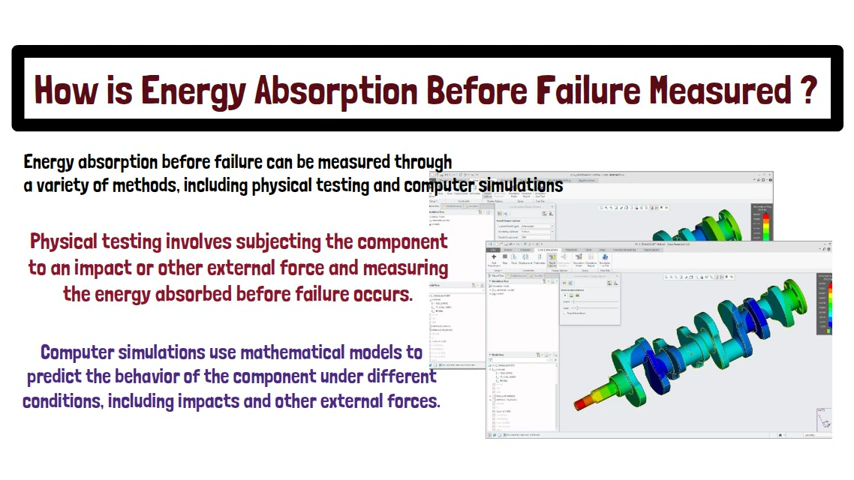 How is Energy Absorption Before Failure Measured ?
Energy absorption before failure can be measured through
a variety of methods, including physical testing and computer simulations
Physical testing involves subjecting the component
to an impact or other external force and measuring
the energy absorbed before failure occurs.
Computer simulations use mathematical models to
predict the behavior of the component under different
conditions, including impacts and other external forces.